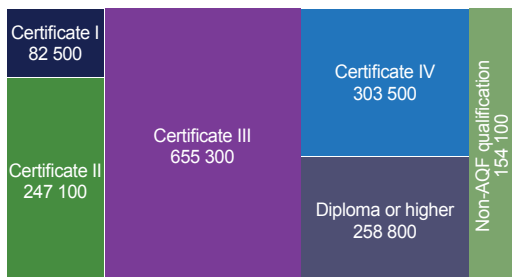 Certificate I
82 500
Certificate II
247 100
Certificate III
655 300
Certificate IV
303 500
Diploma or higher
258 800
Non-AQF qualification
154 100